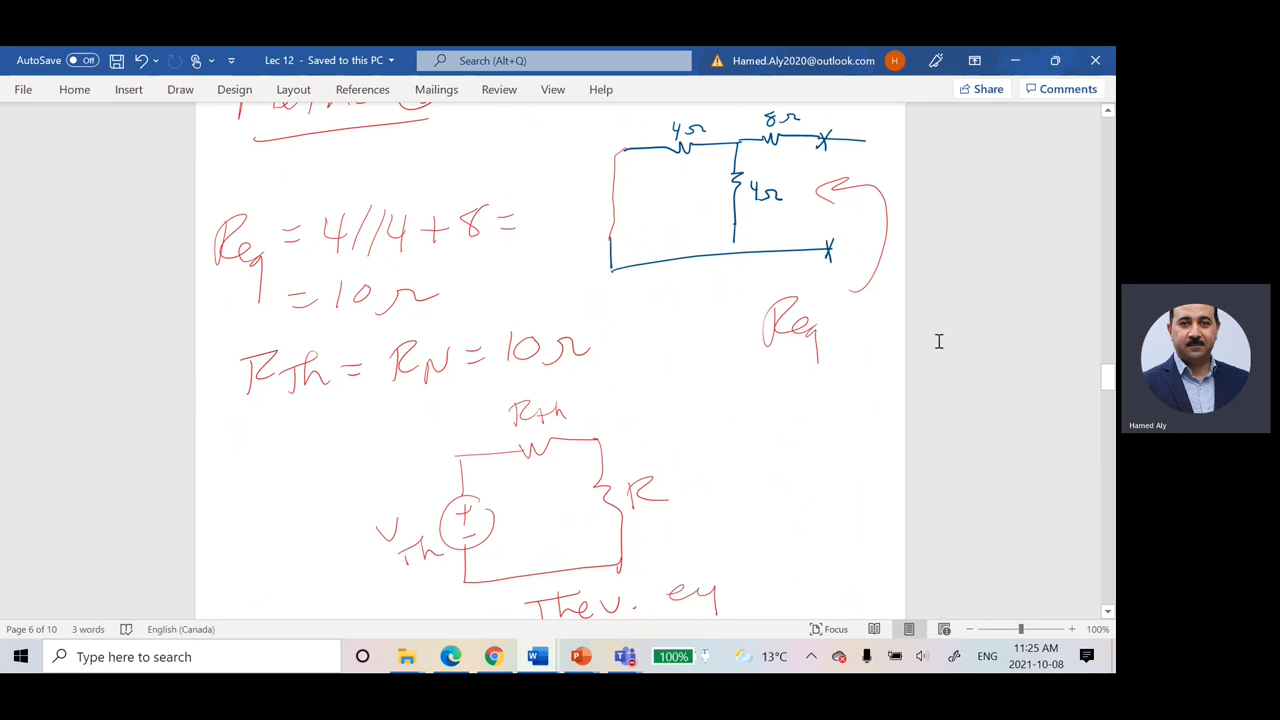 AutoSave Off Lec 12 - Saved to this PC Search (Alt+Q) Hamed.Aly2020@outlook.com H
File Home Insert Draw Design Layout References Mailings Review View Help Share Comments
4Ω 8Ω
4Ω
Req = 4//4 + 8 =
= 10 Ω
Req
RTh = RN = 10 Ω
Rth
R
+
-
VTh
Thev. eq
Hamed Aly
Page 6 of 10 3 words English (Canada) Focus 100%
Type here to search 100% 13°C ENG 11:25 AM
2021-10-08